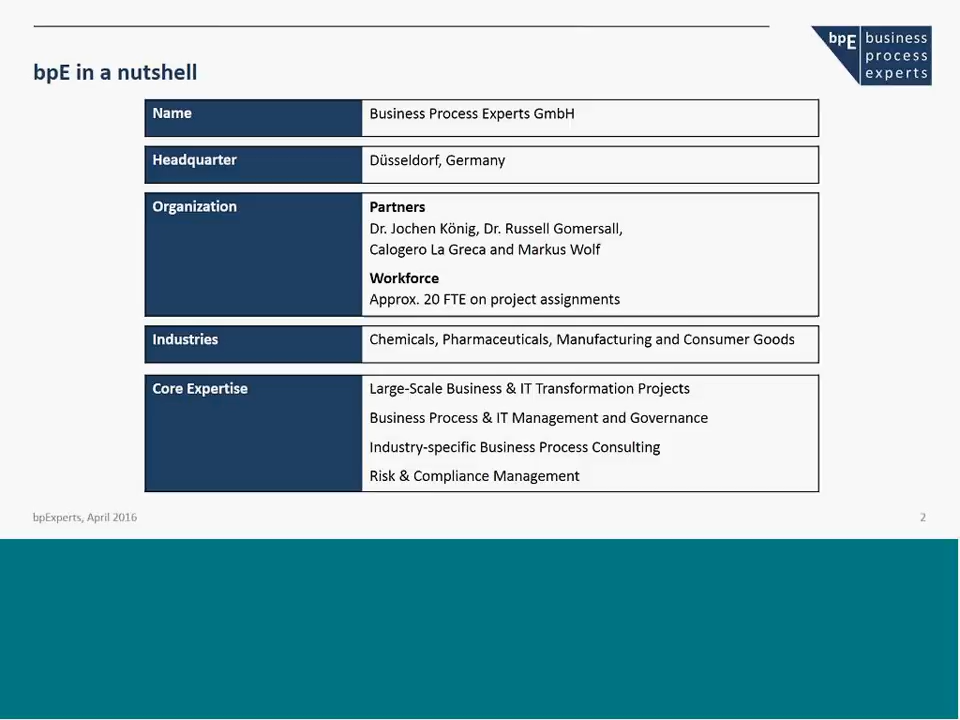 bpE business
process
experts
bpE in a nutshell
Name
Business Process Experts GmbH
Headquarter
Düsseldorf, Germany
Organization
Partners
Dr. Jochen König, Dr. Russell Gomersall,
Calogero La Greca and Markus Wolf
Workforce
Approx. 20 FTE on project assignments
Industries
Chemicals, Pharmaceuticals, Manufacturing and Consumer Goods
Core Expertise
Large-Scale Business & IT Transformation Projects
Business Process & IT Management and Governance
Industry-specific Business Process Consulting
Risk & Compliance Management
bpExperts, April 2016
2